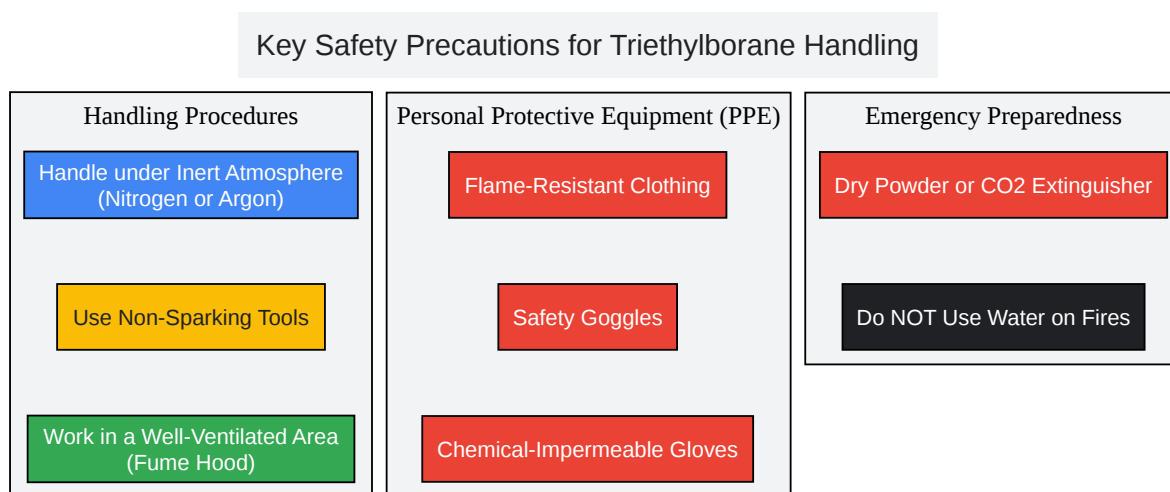 Key Safety Precautions for Triethylborane Handling
Handling Procedures
Handle under Inert Atmosphere
(Nitrogen or Argon)
Use Non-Sparking Tools
Work in a Well-Ventilated Area
(Fume Hood)
Personal Protective Equipment (PPE)
Flame-Resistant Clothing
Safety Goggles
Chemical-Impermeable Gloves
Emergency Preparedness
Dry Powder or CO2 Extinguisher
Do NOT Use Water on Fires